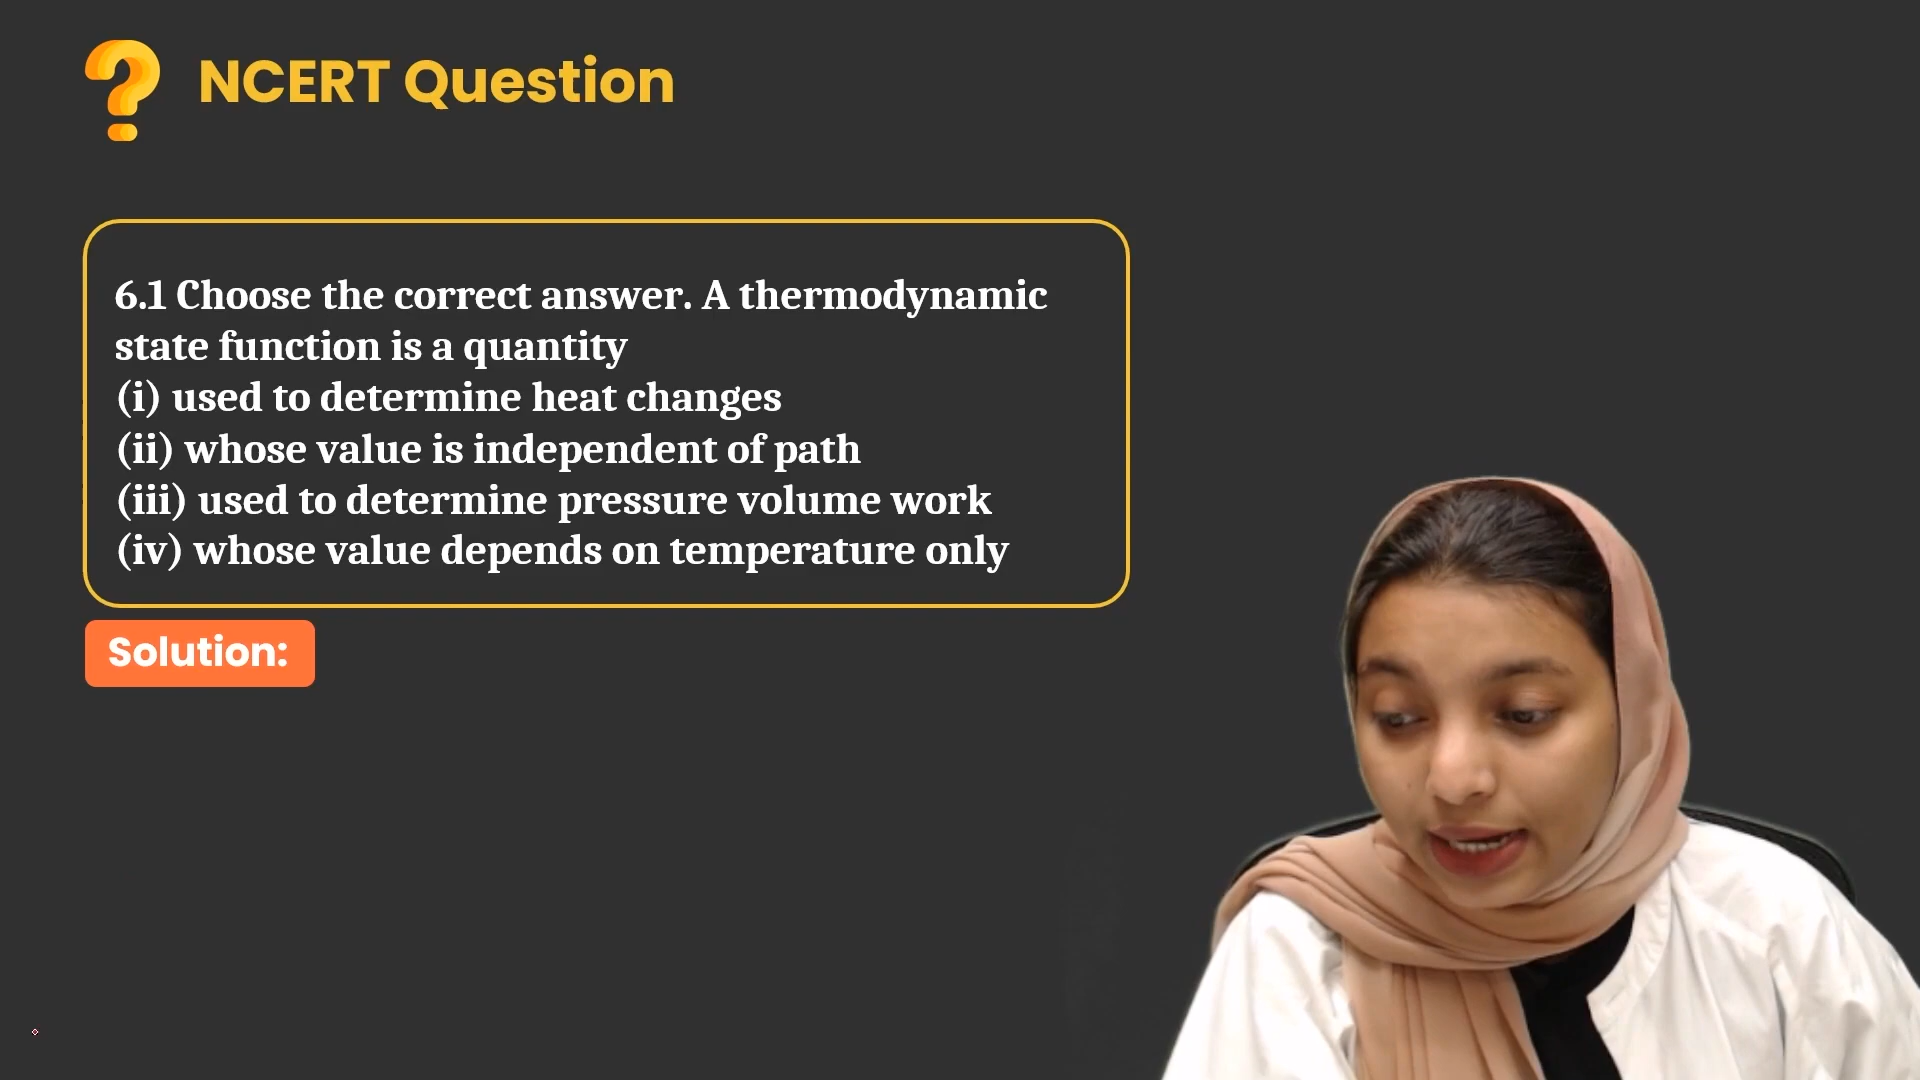 NCERT Question
6.1 Choose the correct answer. A thermodynamic
state function is a quantity
(i) used to determine heat changes
(ii) whose value is independent of path
(iii) used to determine pressure volume work
(iv) whose value depends on temperature only
Solution: